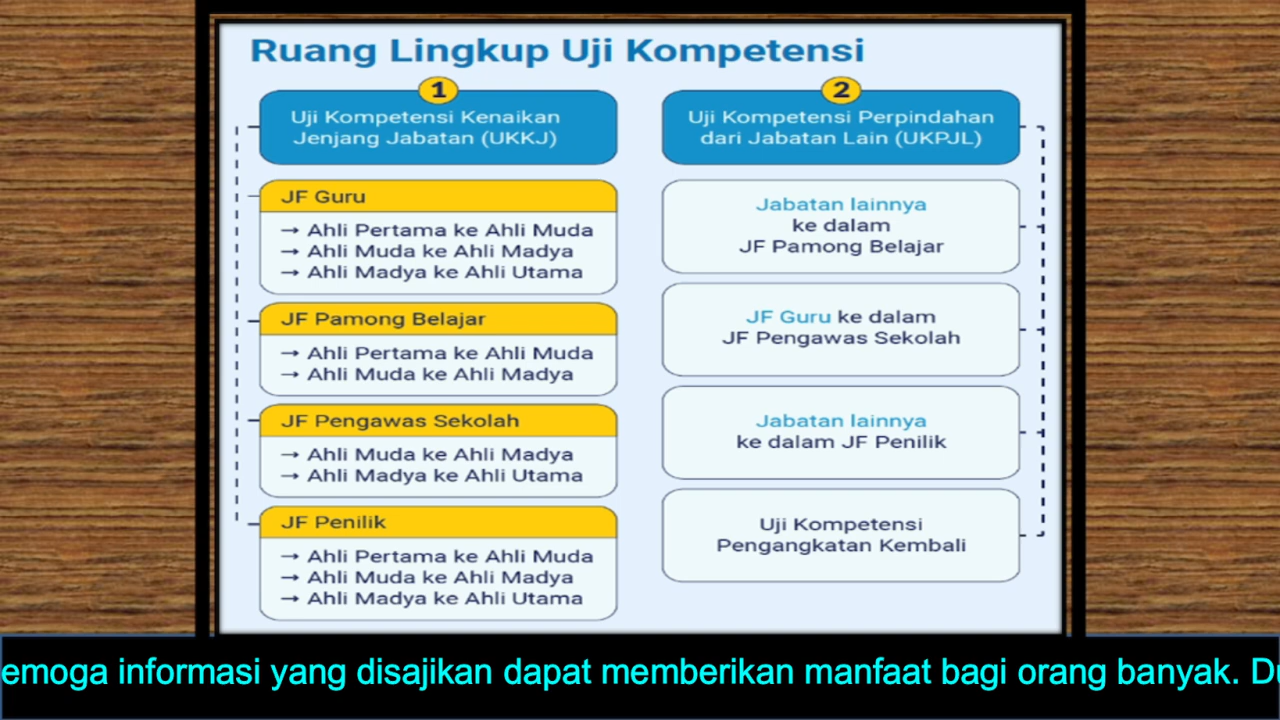 Ruang Lingkup Uji Kompetensi
1
Uji Kompetensi Kenaikan
Jenjang Jabatan (UKKJ)
JF Guru
→ Ahli Pertama ke Ahli Muda
→ Ahli Muda ke Ahli Madya
→ Ahli Madya ke Ahli Utama
JF Pamong Belajar
→ Ahli Pertama ke Ahli Muda
→ Ahli Muda ke Ahli Madya
JF Pengawas Sekolah
→ Ahli Muda ke Ahli Madya
→ Ahli Madya ke Ahli Utama
JF Penilik
→ Ahli Pertama ke Ahli Muda
→ Ahli Muda ke Ahli Madya
→ Ahli Madya ke Ahli Utama
2
Uji Kompetensi Perpindahan
dari Jabatan Lain (UKPJL)
Jabatan lainnya
ke dalam
JF Pamong Belajar
JF Guru ke dalam
JF Pengawas Sekolah
Jabatan lainnya
ke dalam JF Penilik
Uji Kompetensi
Pengangkatan Kembali
emoga informasi yang disajikan dapat memberikan manfaat bagi orang banyak.